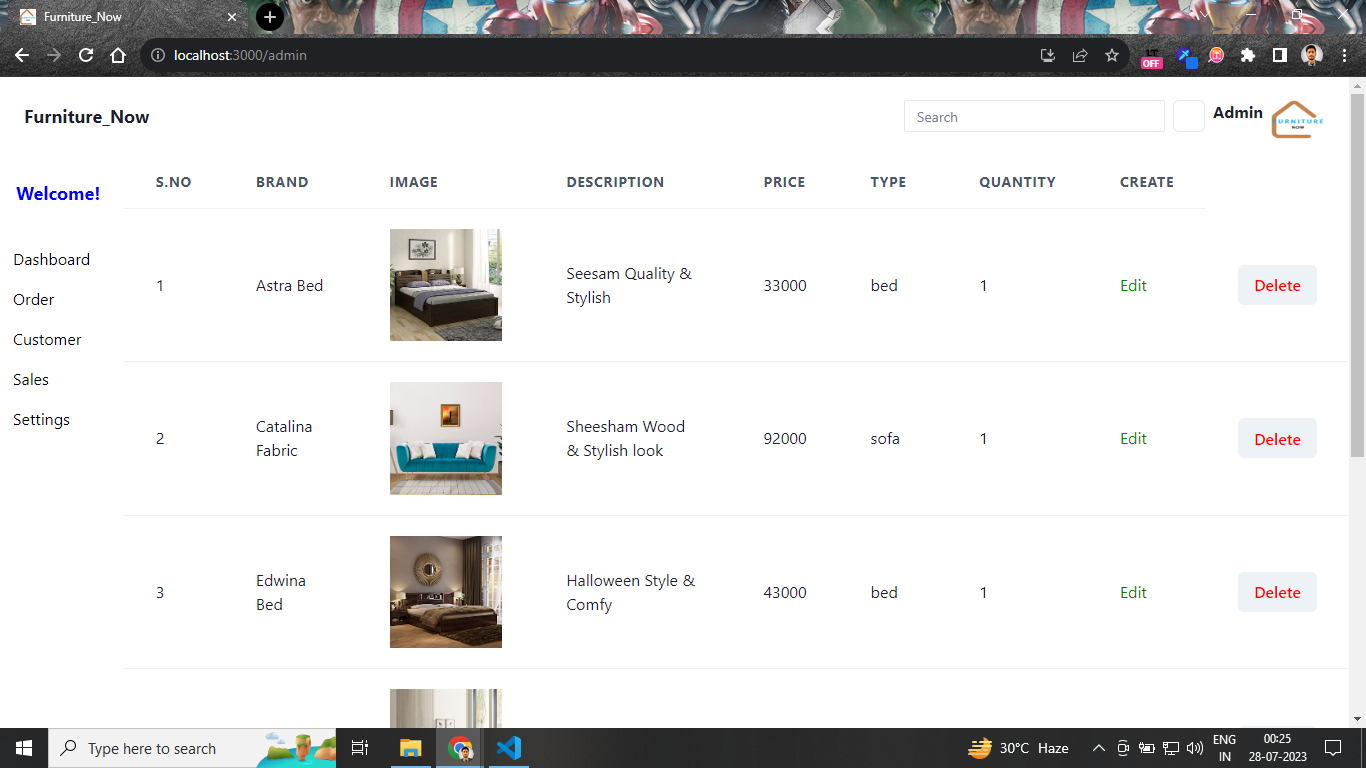 Furniture_Now
localhost:3000/admin
OFF
Furniture_Now
Search
Admin
URNITURE
NOW
Welcome!
Dashboard
Order
Customer
Sales
Settings
S.NO BRAND IMAGE DESCRIPTION PRICE TYPE QUANTITY CREATE
1 Astra Bed Seesam Quality & 33000 bed 1 Edit Delete
Stylish
2 Catalina Sheesham Wood 92000 sofa 1 Edit Delete
Fabric & Stylish look
3 Edwina Halloween Style & 43000 bed 1 Edit Delete
Bed Comfy
Type here to search
30°C Haze
ENG
IN
00:25
28-07-2023